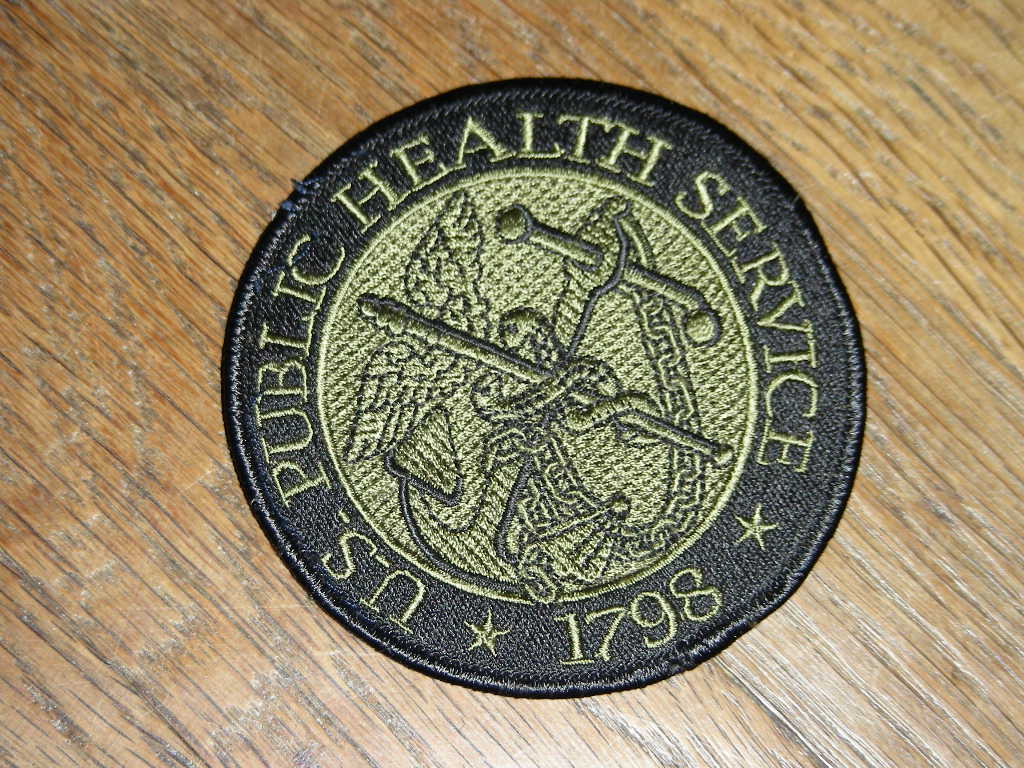 U.S. PUBLIC HEALTH SERVICE
1798